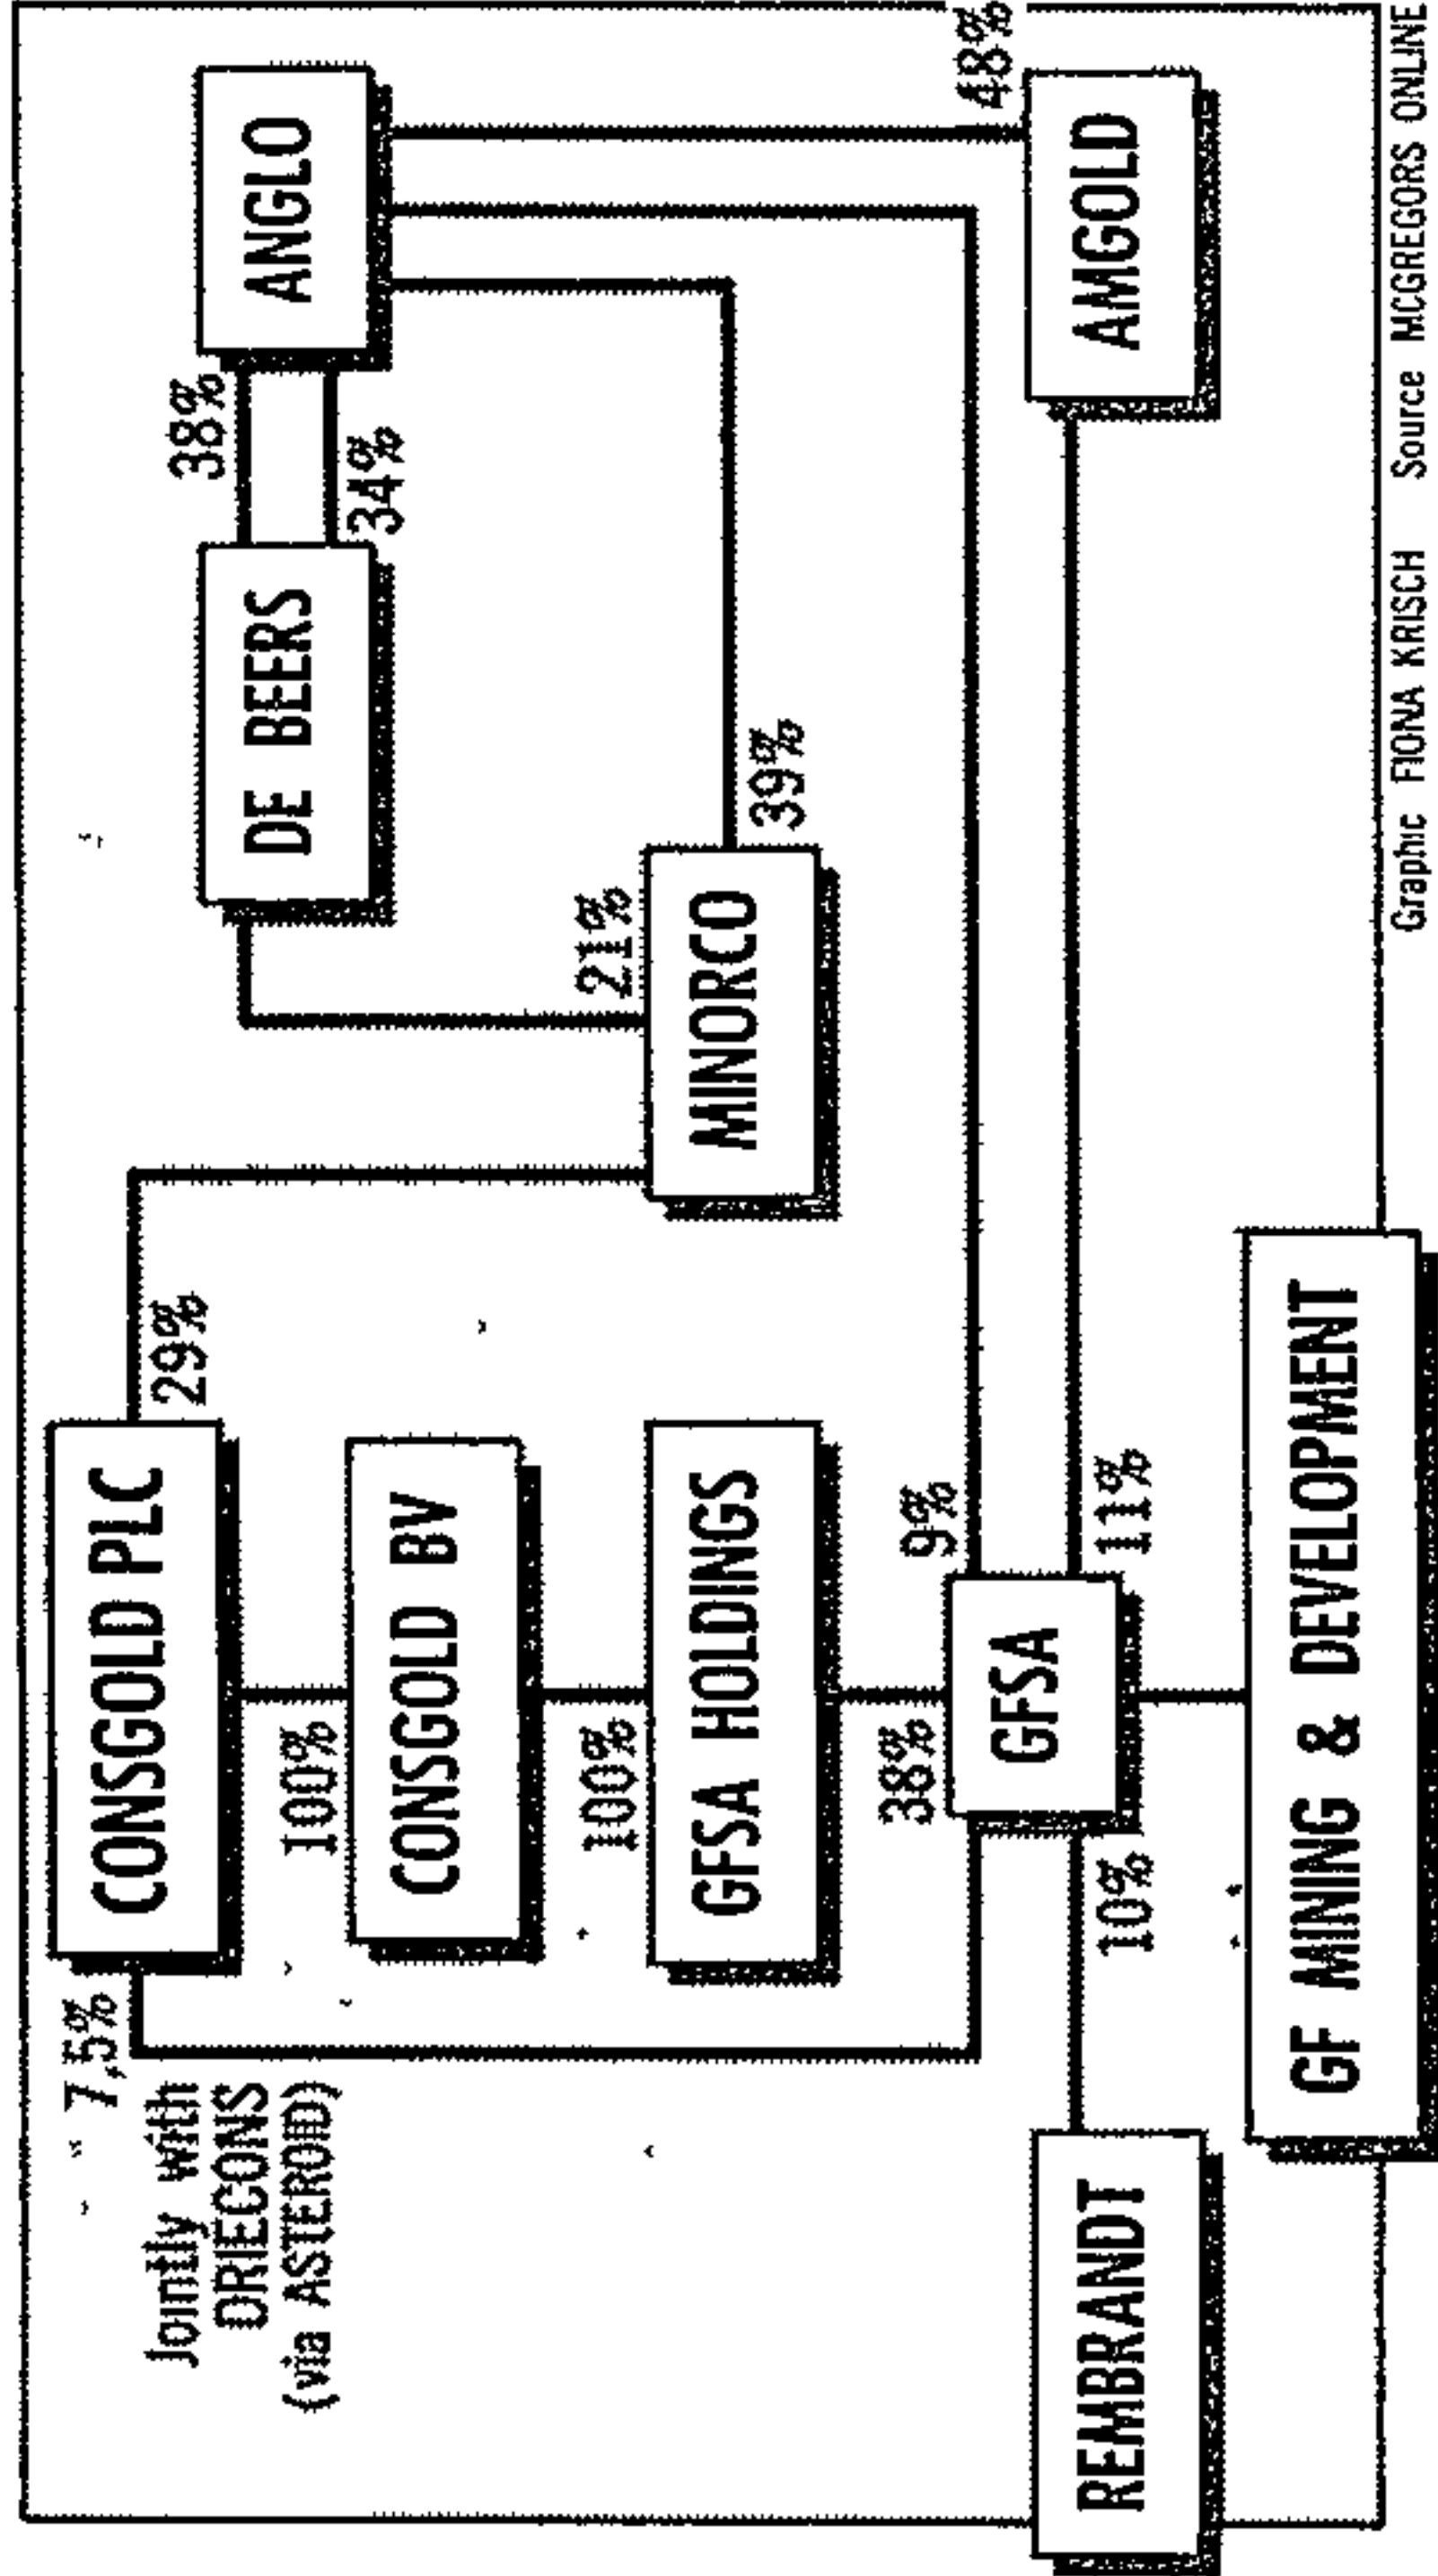 CONSGOLD PLC
29%
7,5%
Jointly with
DRIECONS
(via ASTEROID)
100%
CONSGOLD BV
100%
GFSA HOLDINGS
38%
DE BEERS
38%
34%
ANGLO
21%
MINORCO
39%
9%
GFSA
11%
10%
REMBRANDT
48%
AMGOLD
GF MINING & DEVELOPMENT
Graphic FIONA KRISCH Source MCGREGORS ONLINE